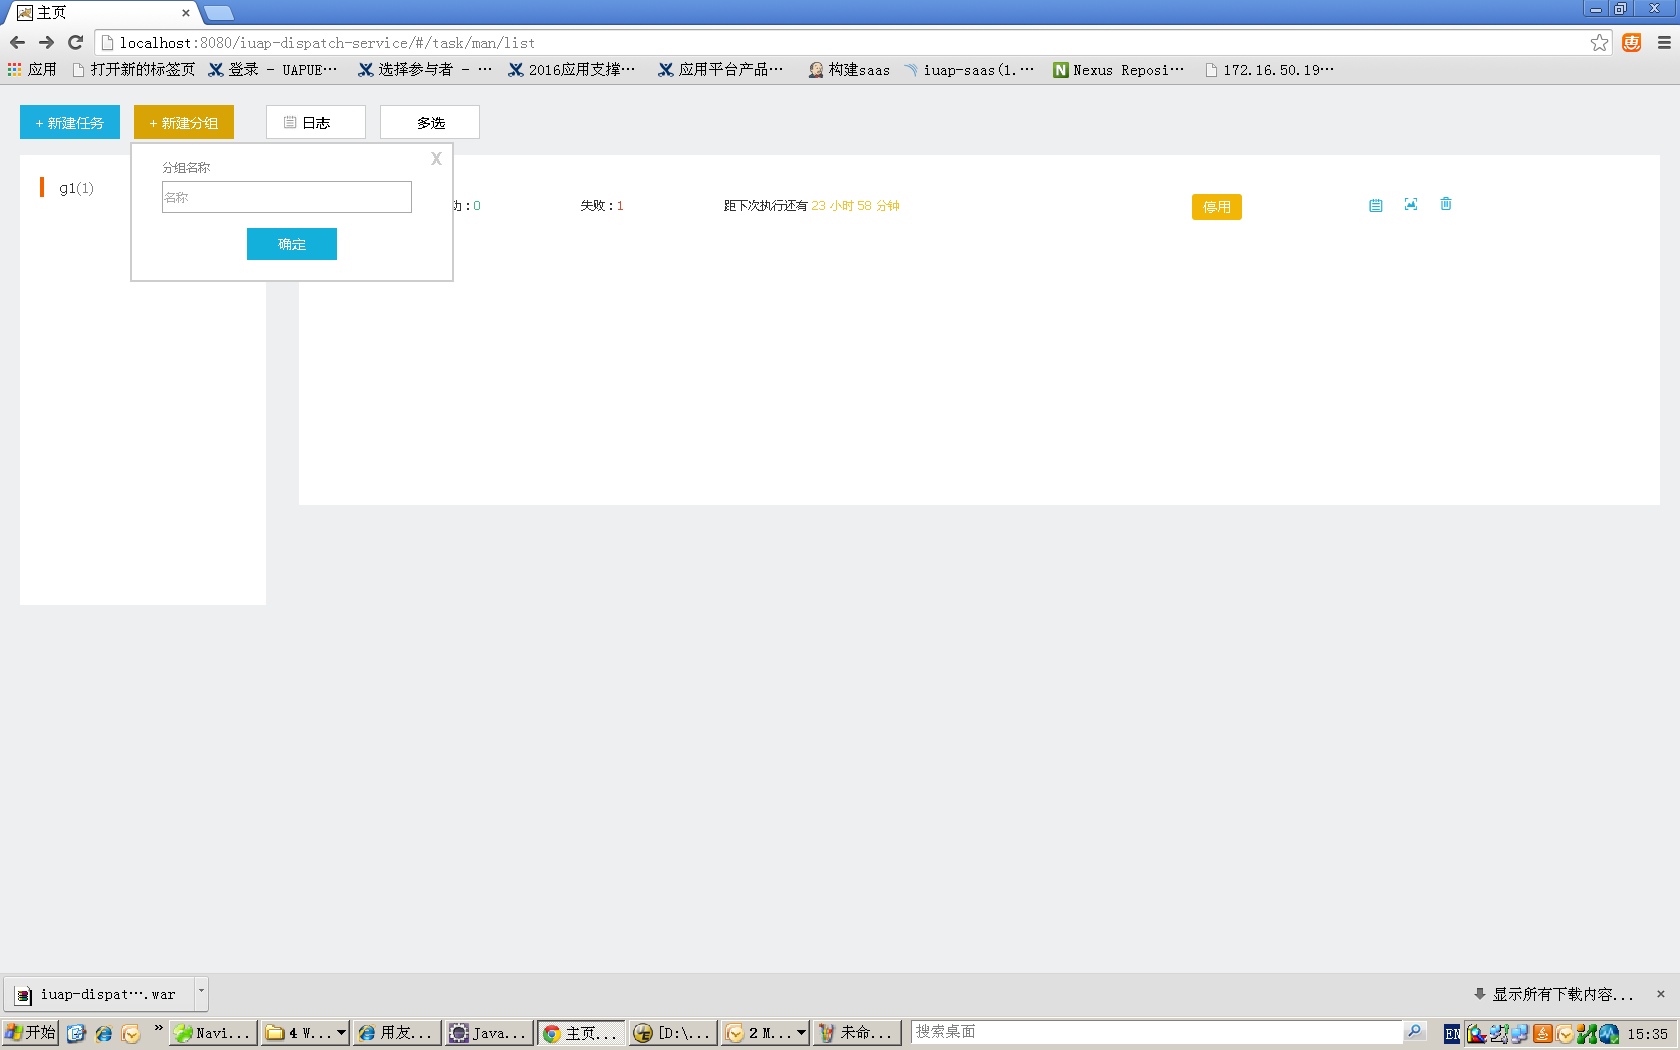 主页
localhost:8080/iuap-dispatch-service/#/task/man/list
应用 打开新的标签页 登录 - UAPUE… 选择参与者 - … 2016应用支撑… 应用平台产品… 构建saas iuap-saas(1.… Nexus Reposi… 172.16.50.19…
+ 新建任务 + 新建分组 日志 多选
X
分组名称
g1(1)
名称
功:0 失败:1 距下次执行还有 23 小时 58 分钟 停用
确定
iuap-dispat….war 显示所有下载内容...
开始 » Navi... 4 W... 用友... Java... 主页... [D:\... 2 M... 未命... 搜索桌面 EN 15:35